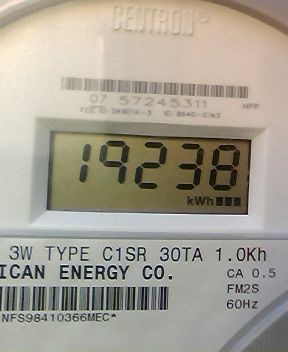 CENTRON®
07 57245311
HPP
19238
kWh
3W TYPE C1SR 30TA 1.0Kh
ICAN ENERGY CO.
CA 0.5
FM2S
60Hz
NFS98410366MEC*